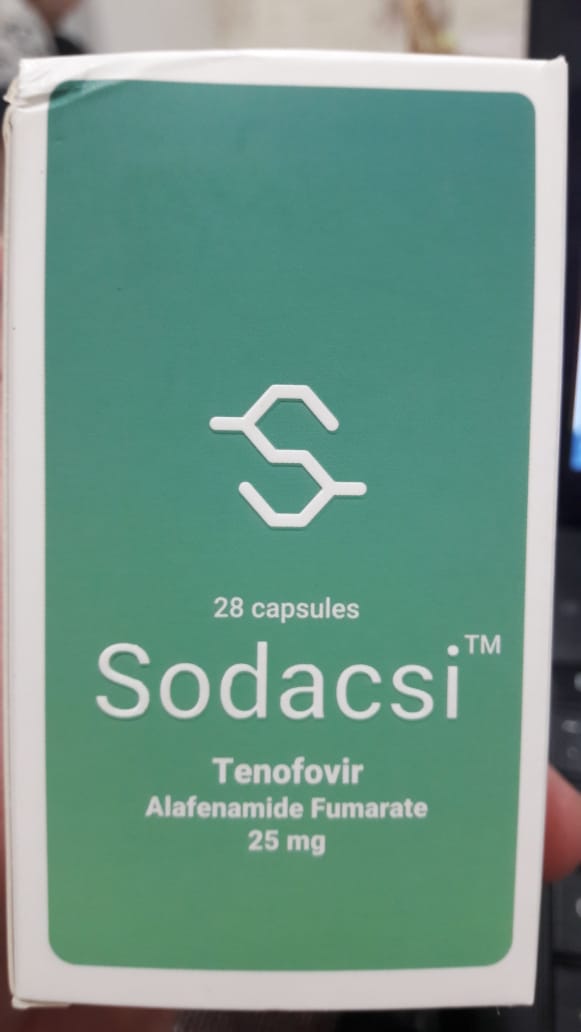 28 capsules
Sodacsi™
Tenofovir
Alafenamide Fumarate
25 mg